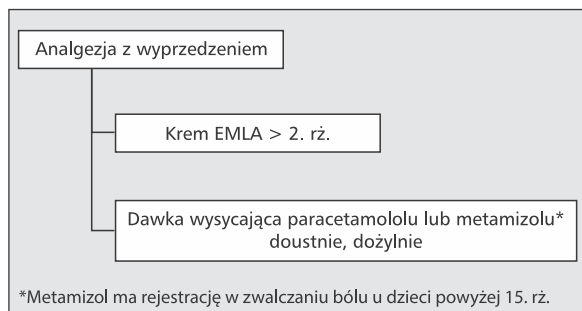 Analgezja z wyprzedzeniem
Krem EMLA > 2. rż.
Dawka wysycająca paracetamololu lub metamizolu*
doustnie, dożylnie
*Metamizol ma rejestrację w zwalczaniu bólu u dzieci powyżej 15. rż.